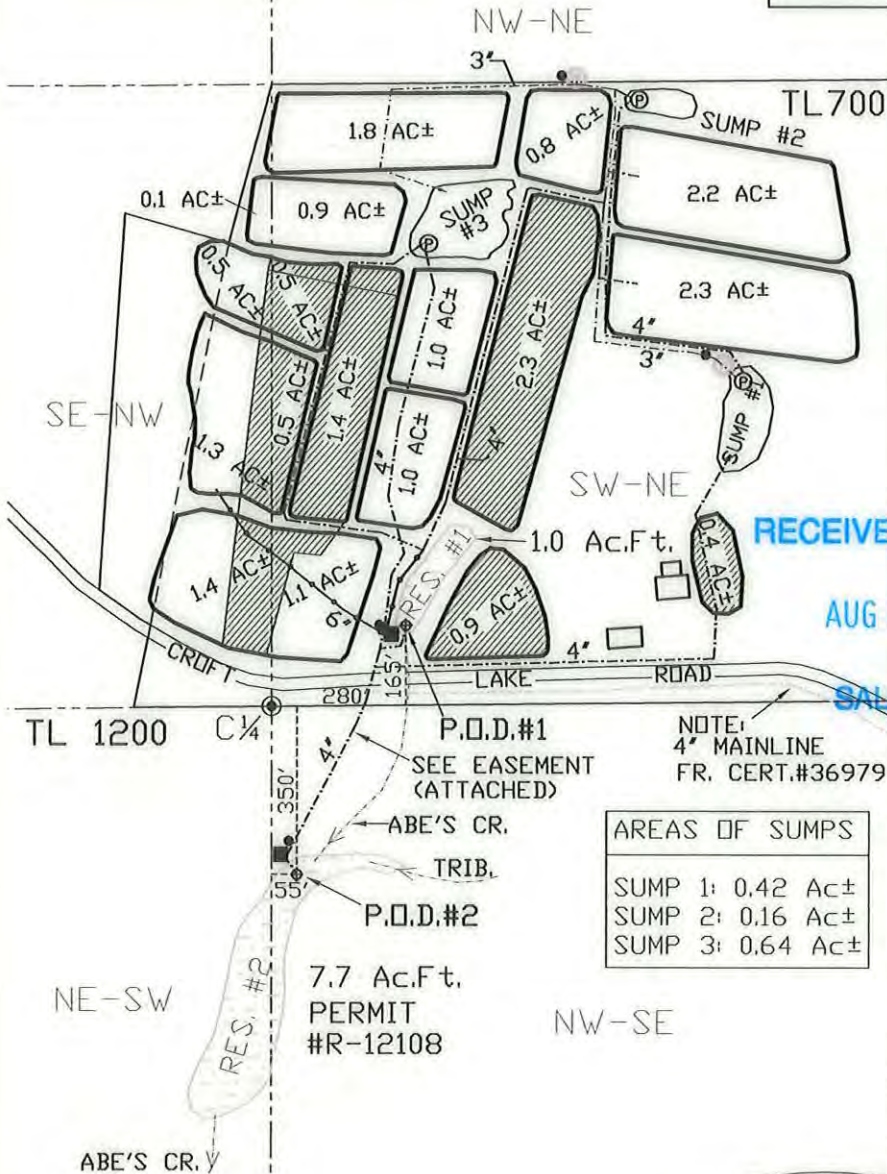 NW-NE
3"
TL700
1.8 AC±
0.8 AC±
SUMP #2
P
2.2 AC±
0.1 AC±
0.9 AC±
SUMP
#3
P
0.5 AC±
0.5 AC±
2.3 AC±
1.0 AC±
2.3 AC±
4"
3"
P
SE-NW
0.5 AC±
1.4 AC±
1.3 AC±
4"
1.0 AC±
4"
SUMP #
SW-NE
1.0 Ac.Ft.
RES. #1
0.4 AC±
RECEIVE
AUG
SAL
1.4 AC±
1.1 AC±
6"
0.9 AC±
4"
165'
CROFT LAKE ROAD
280'
TL 1200
C¼
P.O.D.#1
NOTE:
4" MAINLINE
FR. CERT.#36979
4"
SEE EASEMENT
(ATTACHED)
350'
ABE'S CR.
TRIB.
55'
P.O.D.#2
AREAS OF SUMPS
SUMP 1: 0.42 Ac±
SUMP 2: 0.16 Ac±
SUMP 3: 0.64 Ac±
NE-SW
RES. #2
7.7 Ac.Ft.
PERMIT
#R-12108
NW-SE
ABE'S CR.